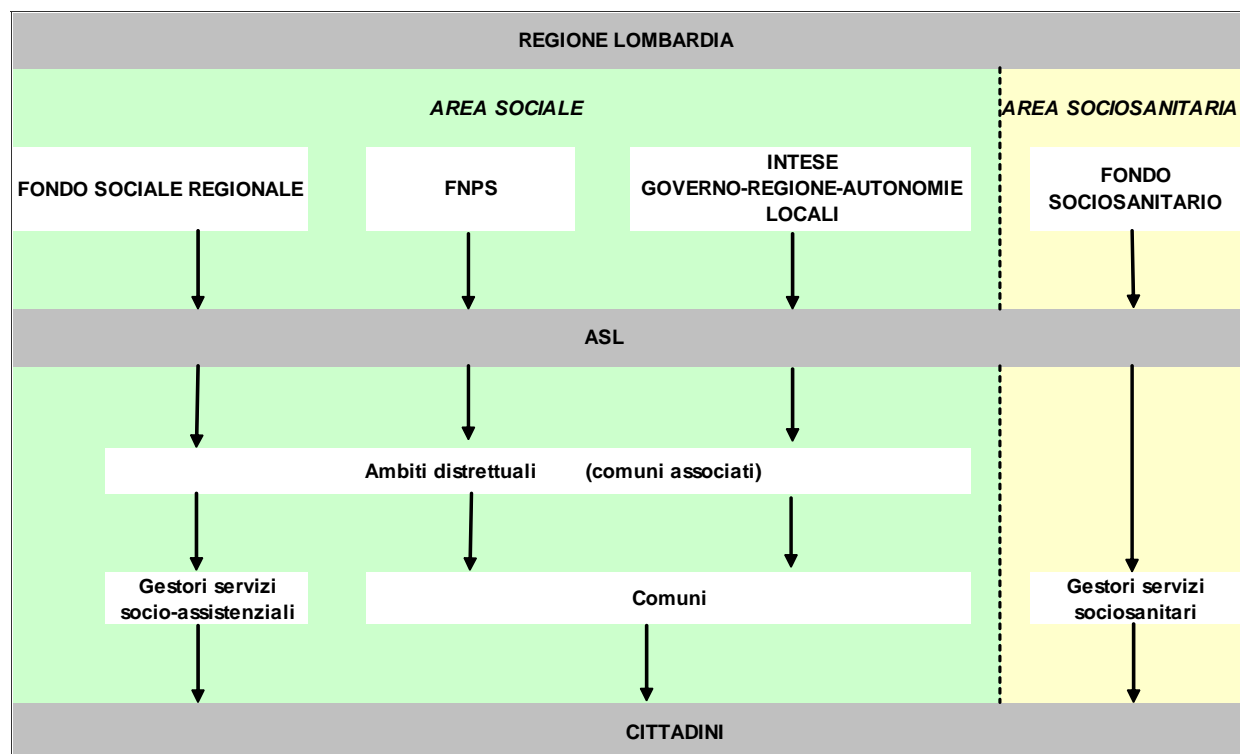 REGIONE LOMBARDIA
AREA SOCIALE
AREA SOCIOSANITARIA
FONDO SOCIALE REGIONALE
FNPS
INTESE
GOVERNO-REGIONE-AUTONOMIE
LOCALI
FONDO
SOCIOSANITARIO
ASL
Ambiti distrettuali (comuni associati)
Gestori servizi
socio-assistenziali
Comuni
Gestori servizi
sociosanitari
CITTADINI